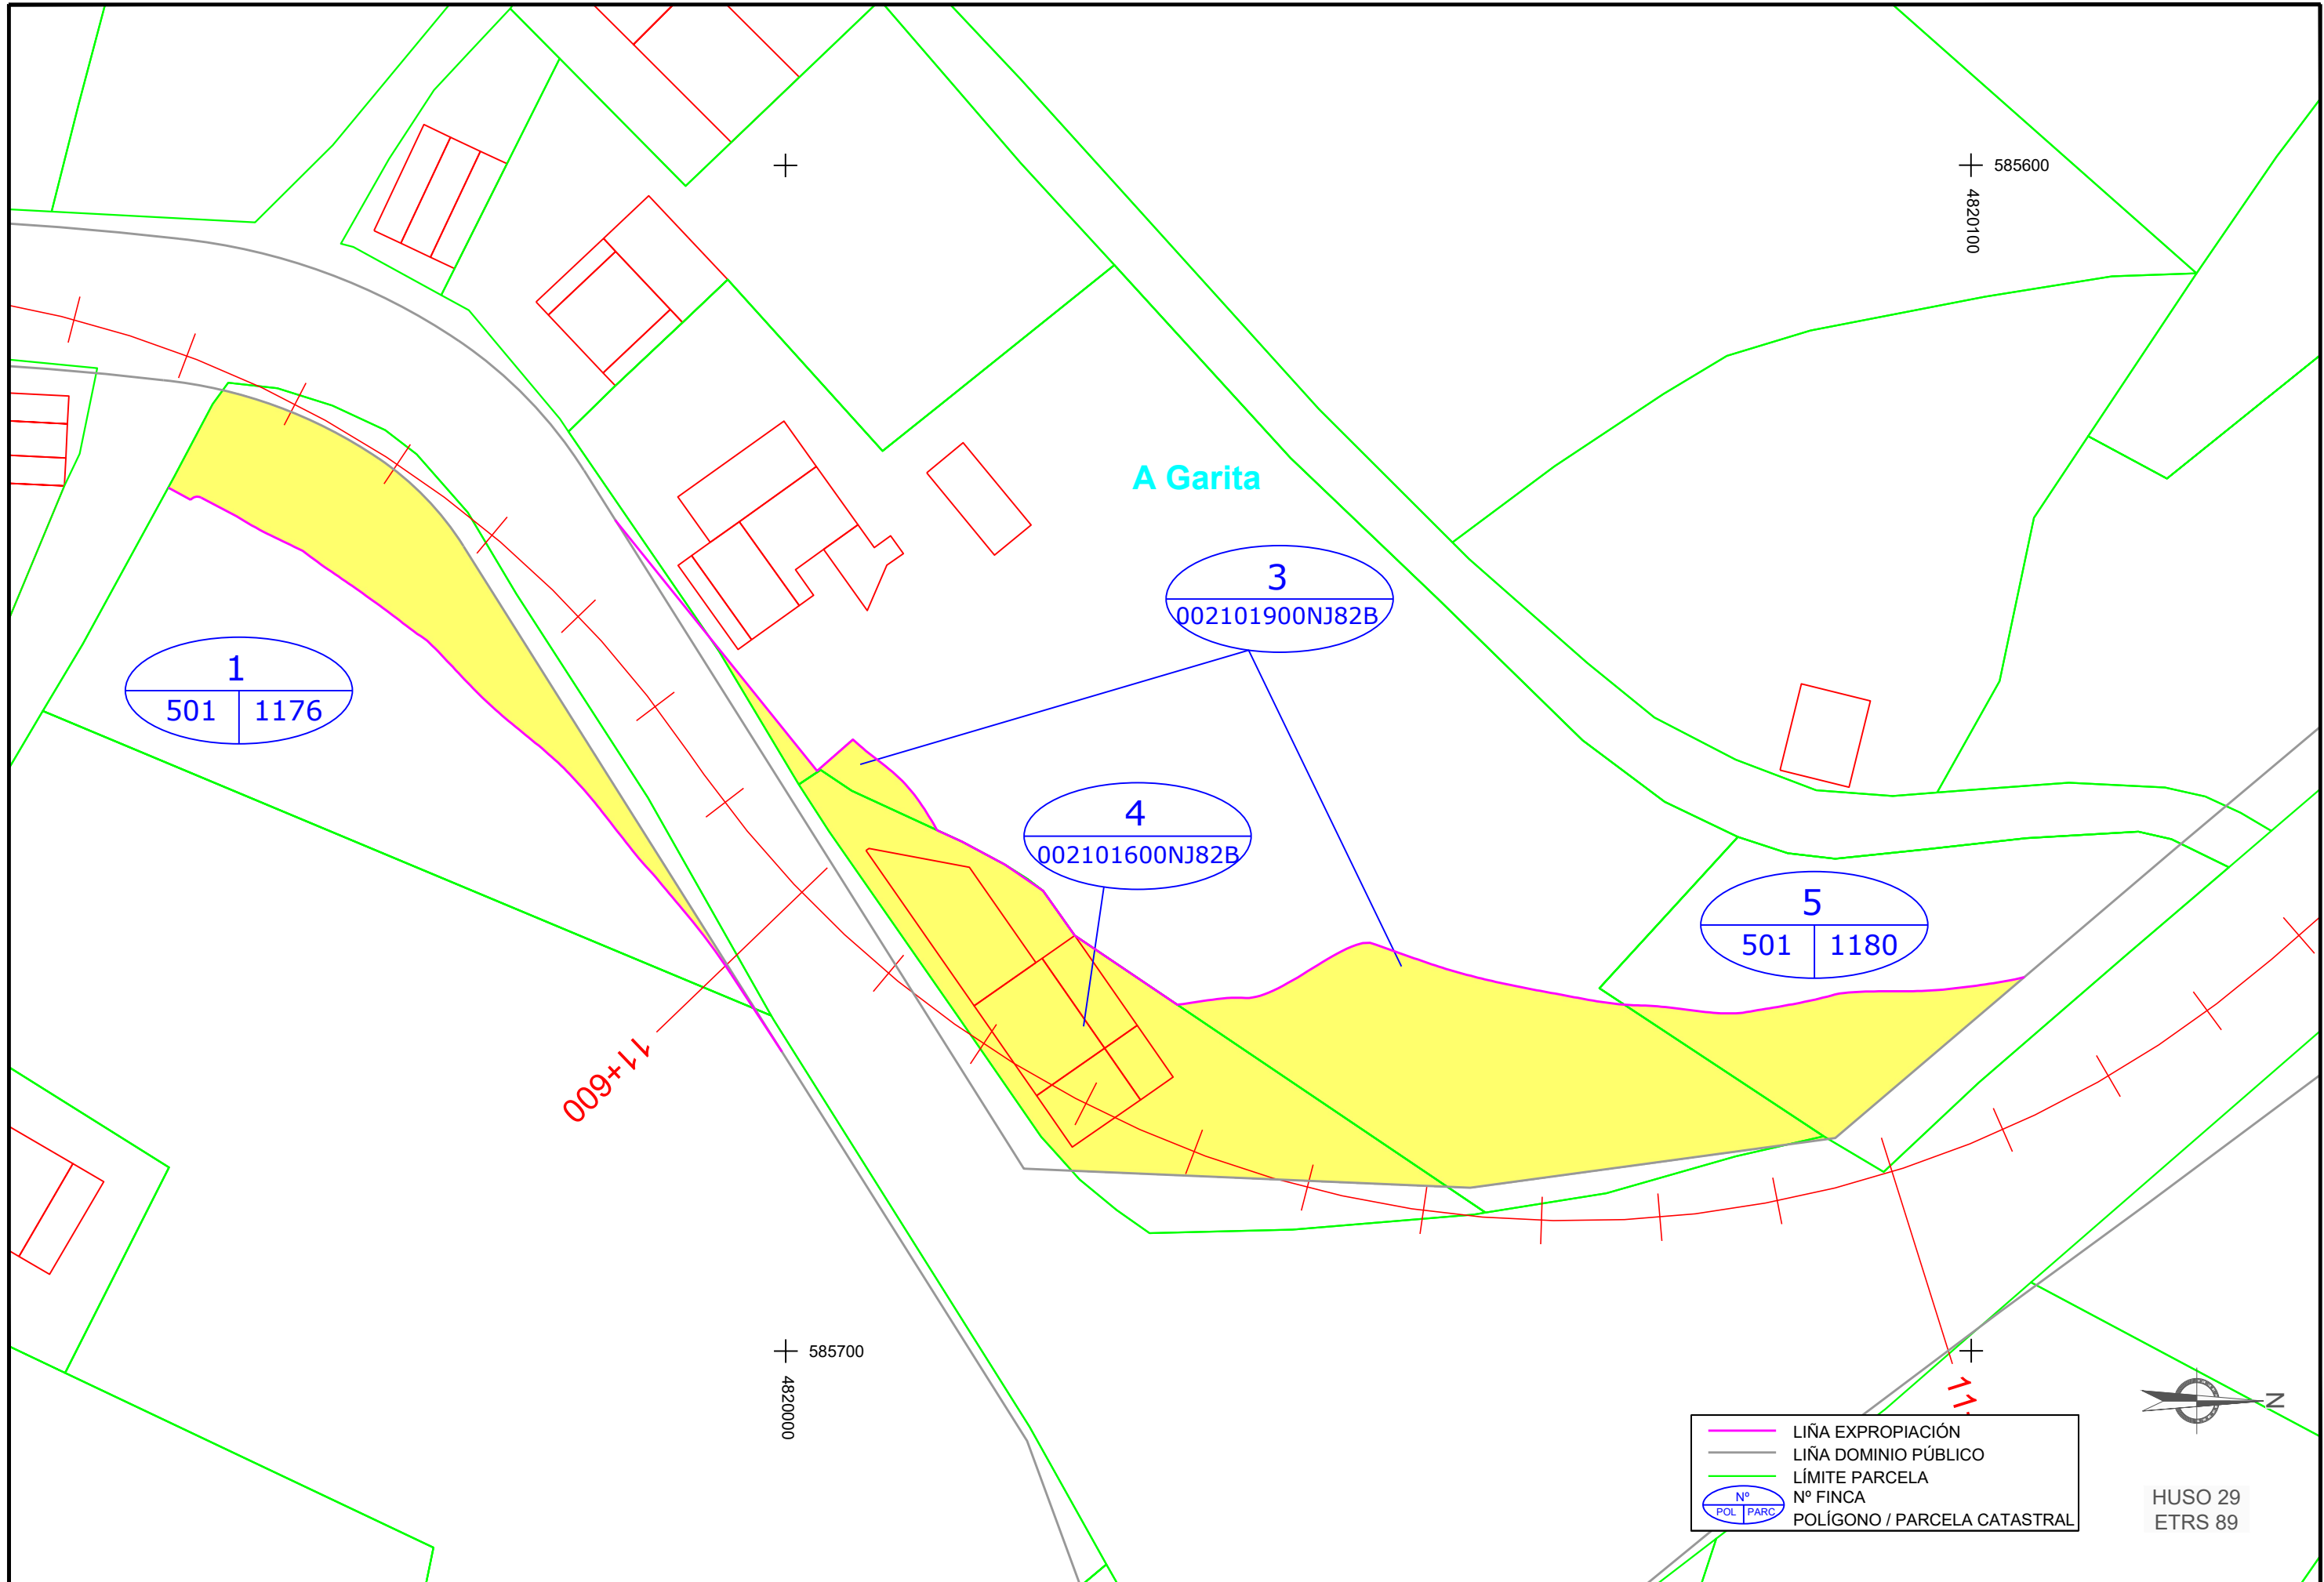 585600
4820100
A Garita
3
002101900NJ82B
1
501 1176
4
002101600NJ82B
5
501 1180
11+600
585700
4820000
11
N
LIÑA EXPROPIACIÓN
LIÑA DOMINIO PÚBLICO
LÍMITE PARCELA
Nº
POL PARC
Nº FINCA
POLÍGONO / PARCELA CATASTRAL
HUSO 29
ETRS 89